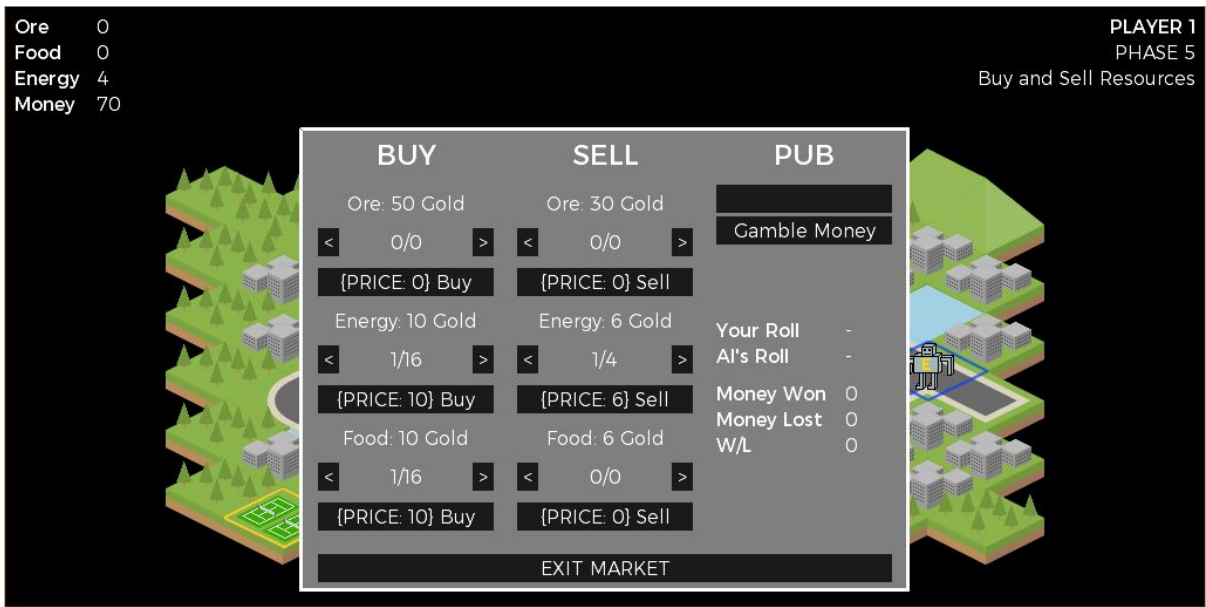 Ore 0
Food 0
Energy 4
Money 70
PLAYER 1
PHASE 5
Buy and Sell Resources
BUY
Ore: 50 Gold
< 0/0 >
{PRICE: 0} Buy
Energy: 10 Gold
< 1/16 >
{PRICE: 10} Buy
Food: 10 Gold
< 1/16 >
{PRICE: 10} Buy
SELL
Ore: 30 Gold
< 0/0 >
{PRICE: 0} Sell
Energy: 6 Gold
< 1/4 >
{PRICE: 6} Sell
Food: 6 Gold
< 0/0 >
{PRICE: 0} Sell
PUB
Gamble Money
Your Roll -
AI's Roll -
Money Won 0
Money Lost 0
W/L 0
E
EXIT MARKET